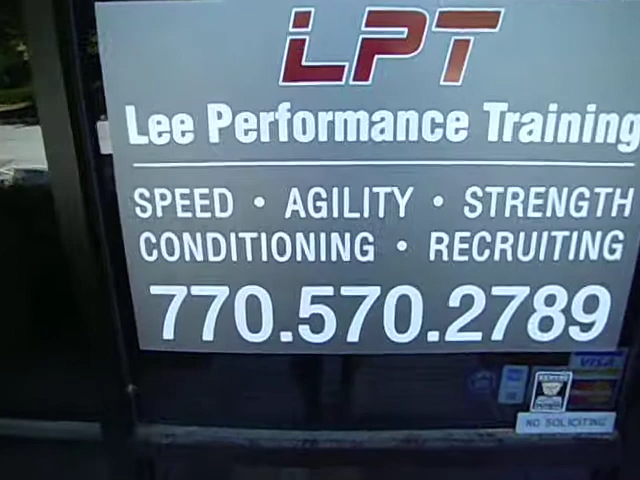 LPT
Lee Performance Training
SPEED · AGILITY · STRENGTH
CONDITIONING · RECRUITING
770.570.2789
VISA
NO SOLICITING